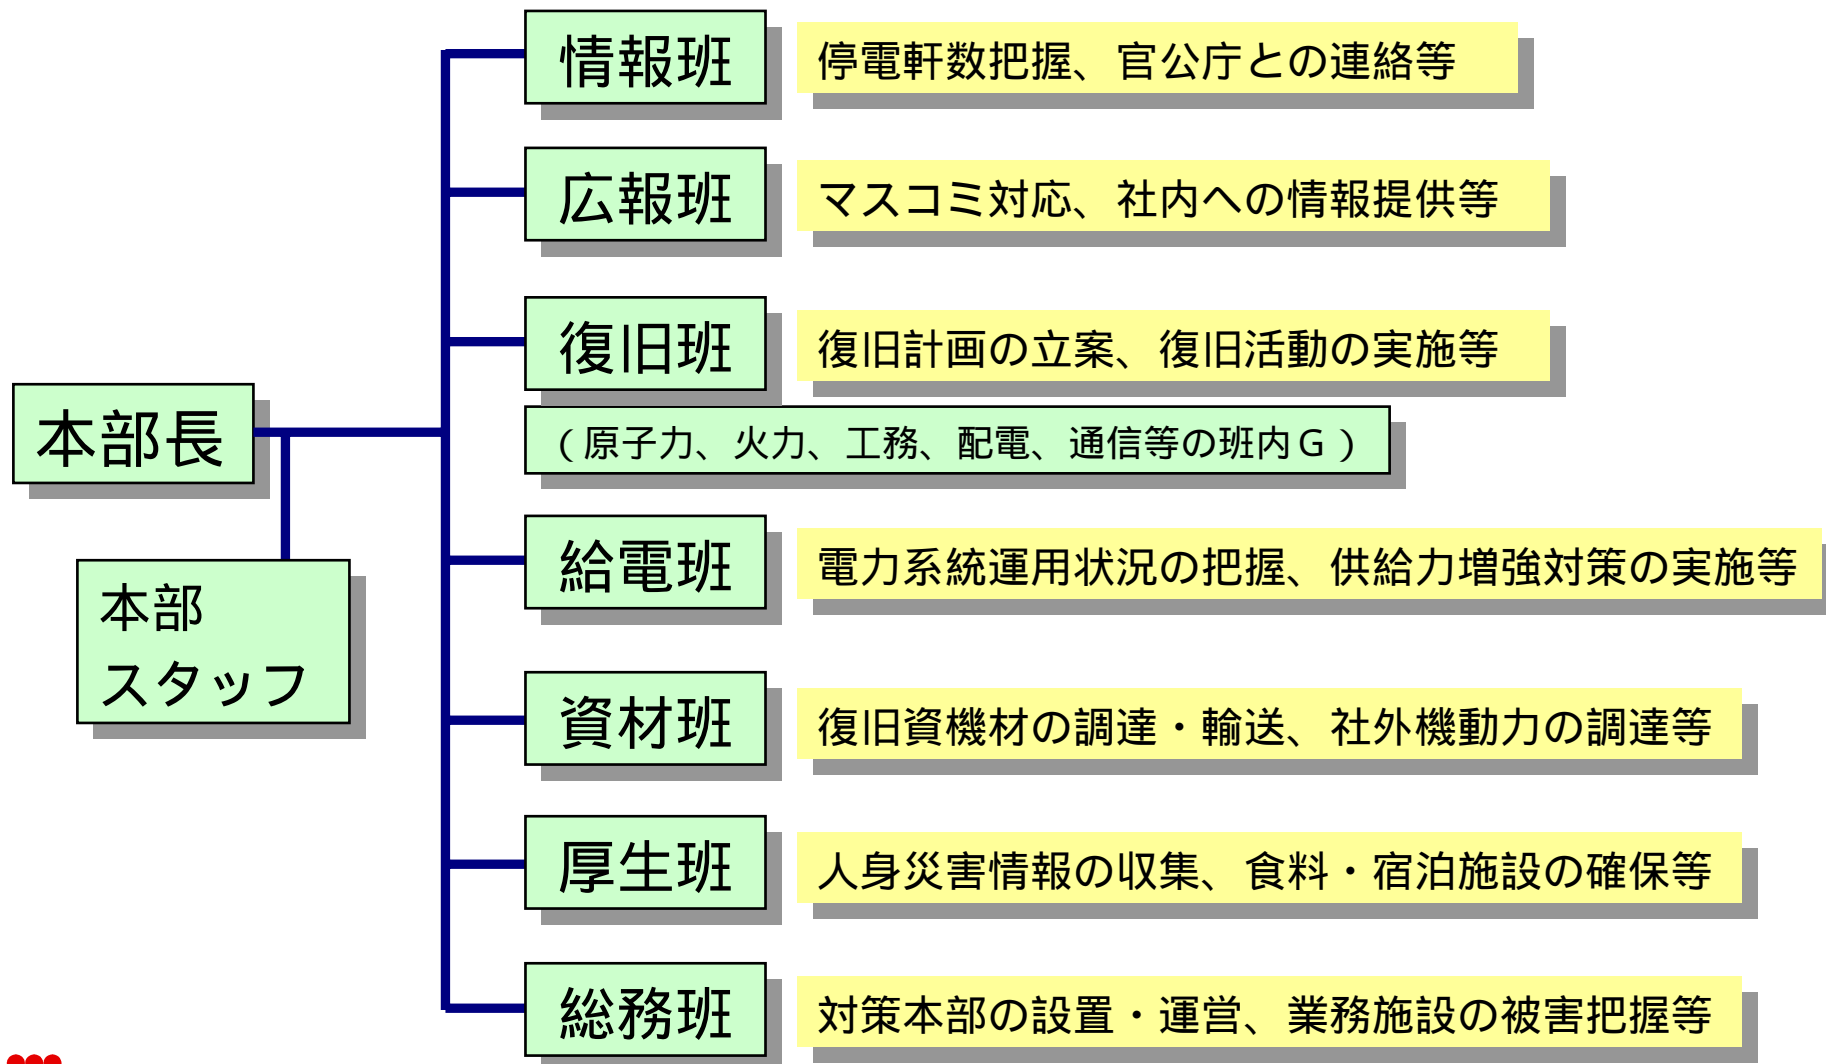 情報班
停電軒数把握、官公庁との連絡等
広報班
マスコミ対応、社内への情報提供等
復旧班
復旧計画の立案、復旧活動の実施等
（原子力、火力、工務、配電、通信等の班内Ｇ）
本部長
本部
スタッフ
給電班
電力系統運用状況の把握、供給力増強対策の実施等
資材班
復旧資機材の調達・輸送、社外機動力の調達等
厚生班
人身災害情報の収集、食料・宿泊施設の確保等
総務班
対策本部の設置・運営、業務施設の被害把握等